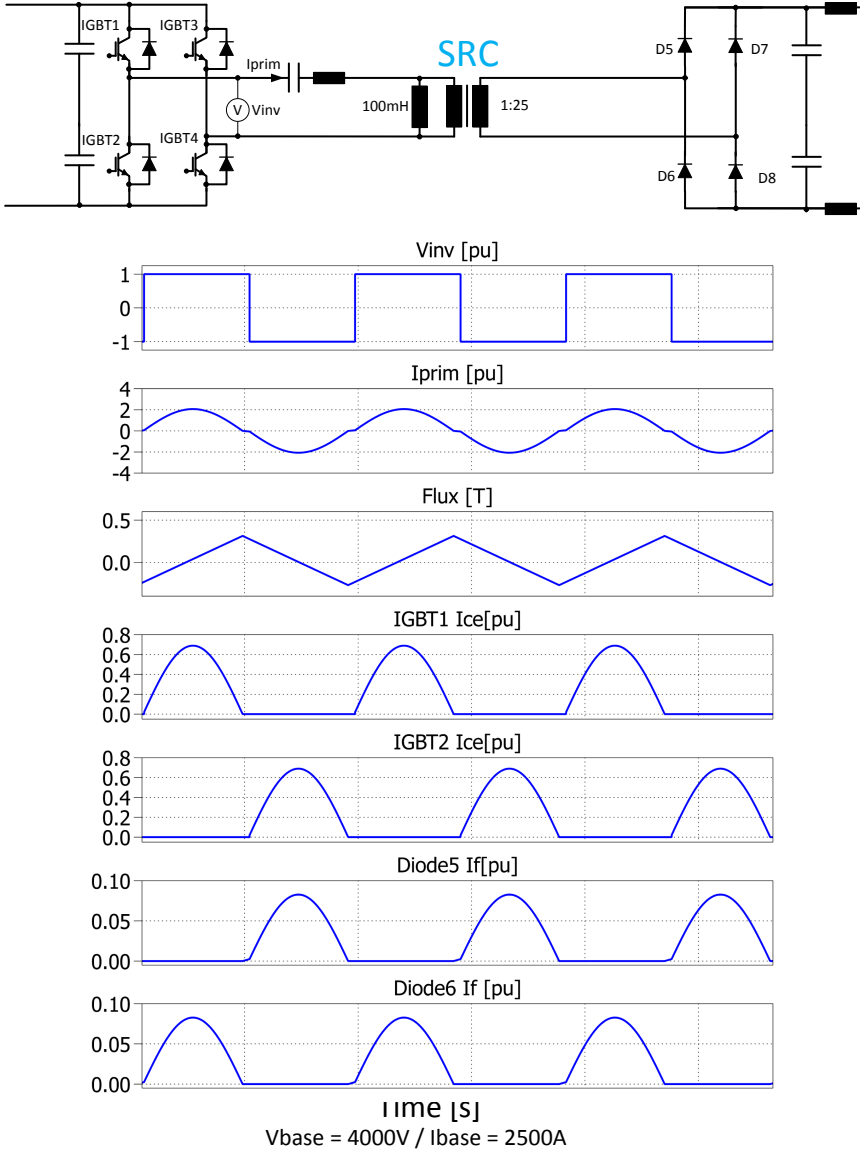 IGBT1 IGBT3
SRC
Iprim
D5 D7
V Vinv
100mH 1:25
IGBT2 IGBT4
D6 D8
Vinv [pu]
1
0
-1
Iprim [pu]
4
2
0
-2
-4
Flux [T]
0.5
0.0
IGBT1 Ice[pu]
0.8
0.6
0.4
0.2
0.0
IGBT2 Ice[pu]
0.8
0.6
0.4
0.2
0.0
Diode5 If[pu]
0.10
0.05
0.00
Diode6 If [pu]
0.10
0.05
0.00
Time [s]
Vbase = 4000V / Ibase = 2500A